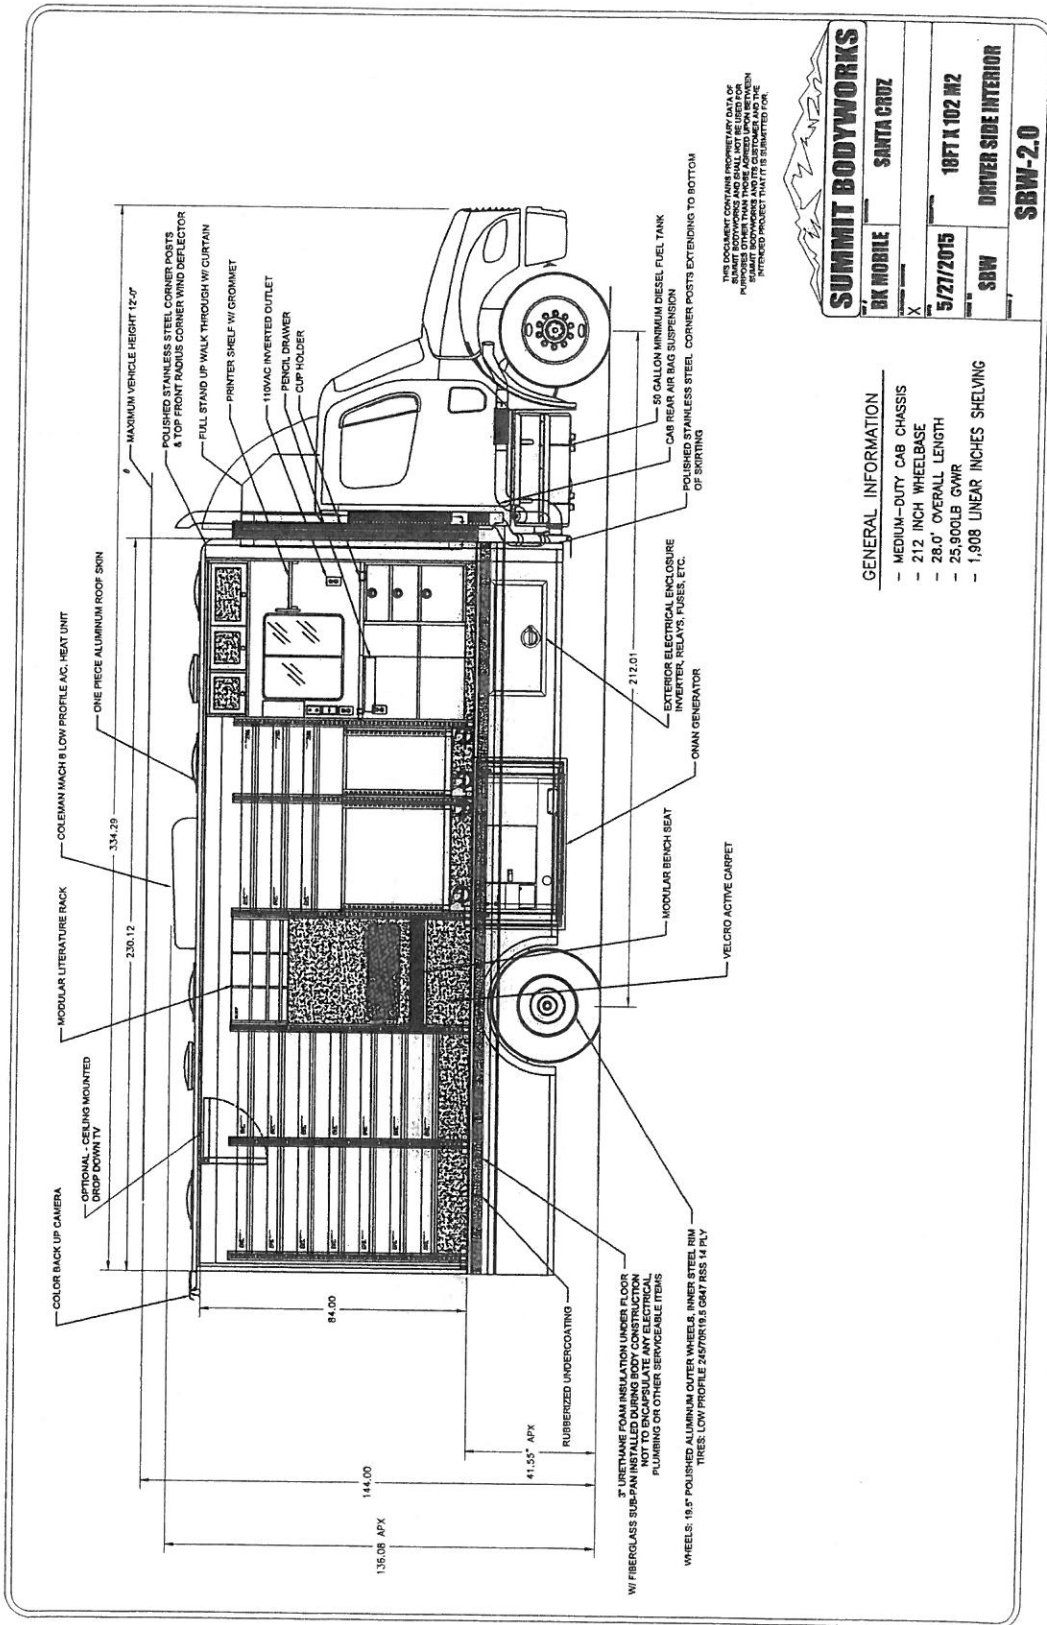 COLOR BACK UP CAMERA
OPTIONAL - CEILING MOUNTED
DROP DOWN TV
MODULAR LITERATURE RACK
COLEMAN MACH 8 LOW PROFILE A/C, HEAT UNIT
ONE PIECE ALUMINUM ROOF SKIN
MAXIMUM VEHICLE HEIGHT 12'-0"
POLISHED STAINLESS STEEL CORNER POSTS
& TOP FRONT RADIUS CORNER WIND DEFLECTOR
FULL STAND UP WALK THROUGH W/ CURTAIN
PRINTER SHELF W/ GROMMET
110VAC INVERTED OUTLET
PENCIL DRAWER
CUP HOLDER
334.29
230.12
84.00
144.00
136.08 APX
41.55" APX
212.01
50 GALLON MINIMUM DIESEL FUEL TANK
CAB REAR AIR BAG SUSPENSION
POLISHED STAINLESS STEEL CORNER POSTS EXTENDING TO BOTTOM
OF SKIRTING
EXTERIOR ELECTRICAL ENCLOSURE
INVERTER, RELAYS, FUSES, ETC.
ONAN GENERATOR
MODULAR BENCH SEAT
VELCRO ACTIVE CARPET
RUBBERIZED UNDERCOATING
3" URETHANE FOAM INSULATION UNDER FLOOR
W/ FIBERGLASS SUB-PAN INSTALLED DURING BODY CONSTRUCTION
NOT TO ENCAPSULATE ANY ELECTRICAL,
PLUMBING OR OTHER SERVICEABLE ITEMS
WHEELS: 19.5" POLISHED ALUMINUM OUTER WHEELS, INNER STEEL RIM
TIRES: LOW PROFILE 245/70R19.5 G647 RSS 14 PLY
GENERAL INFORMATION
- MEDIUM-DUTY CAB CHASSIS
- 212 INCH WHEELBASE
- 28.0' OVERALL LENGTH
- 25,900LB GVWR
- 1,908 LINEAR INCHES SHELVING
THIS DOCUMENT CONTAINS PROPRIETARY DATA OF
SUMMIT BODYWORKS AND SHALL NOT BE USED FOR
PURPOSES OTHER THAN THOSE AGREED UPON BETWEEN
SUMMIT BODYWORKS AND ITS CUSTOMER AND THE
INTENDED PROJECT THAT IT IS SUBMITTED FOR.
SUMMIT BODYWORKS
BK MOBILE
SANTA CRUZ
X
5/27/2015
18FT X 102 M2
SBW
DRIVER SIDE INTERIOR
SBW-2.0